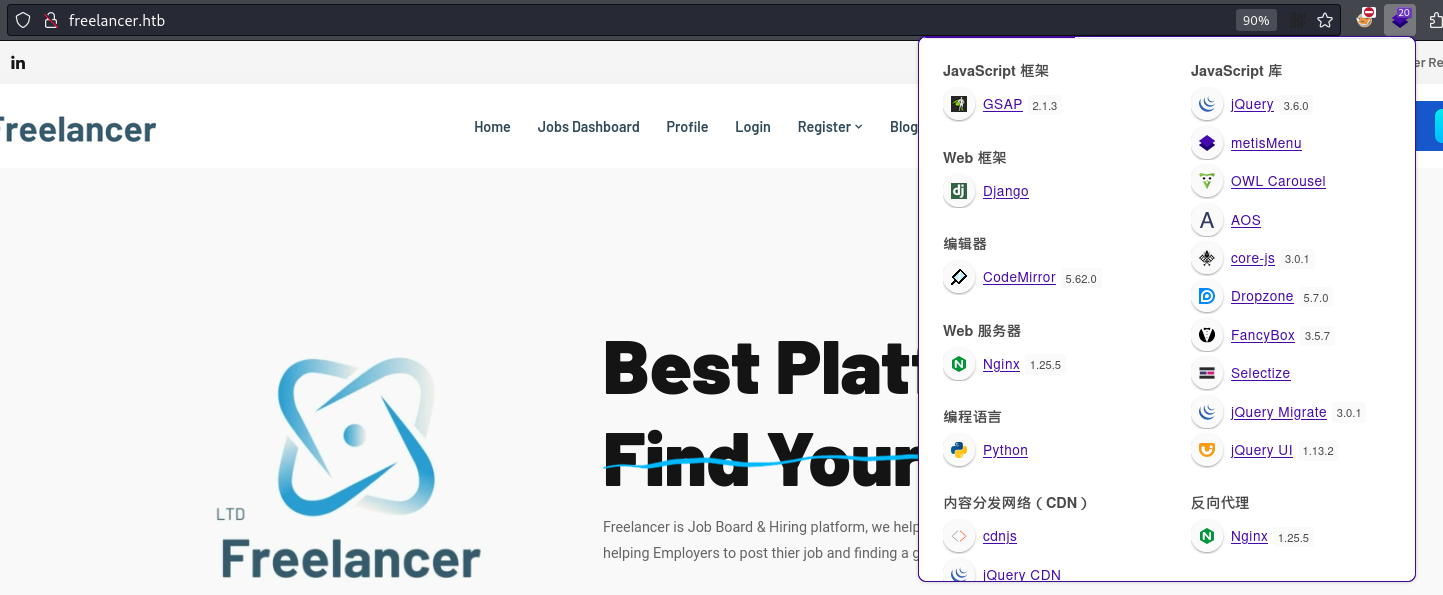 freelancer.htb
90%
20
in
er Re
Freelancer
Home
Jobs Dashboard
Profile
Login
Register
Blog
LTD
Freelancer
Best Platf
Find Your
Freelancer is Job Board & Hiring platform, we help
helping Employers to post thier job and finding a g
JavaScript 框架
GSAP 2.1.3
Web 框架
dj
Django
编辑器
CodeMirror 5.62.0
Web 服务器
Nginx 1.25.5
编程语言
Python
内容分发网络（CDN）
cdnjs
jQuery CDN
JavaScript 库
jQuery 3.6.0
metisMenu
OWL Carousel
A
AOS
core-js 3.0.1
Dropzone 5.7.0
FancyBox 3.5.7
Selectize
jQuery Migrate 3.0.1
jQuery UI 1.13.2
反向代理
Nginx 1.25.5